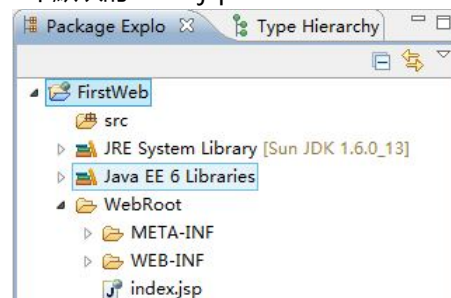 Package Explo
Type Hierarchy
FirstWeb
src
JRE System Library [Sun JDK 1.6.0_13]
Java EE 6 Libraries
WebRoot
META-INF
WEB-INF
index.jsp